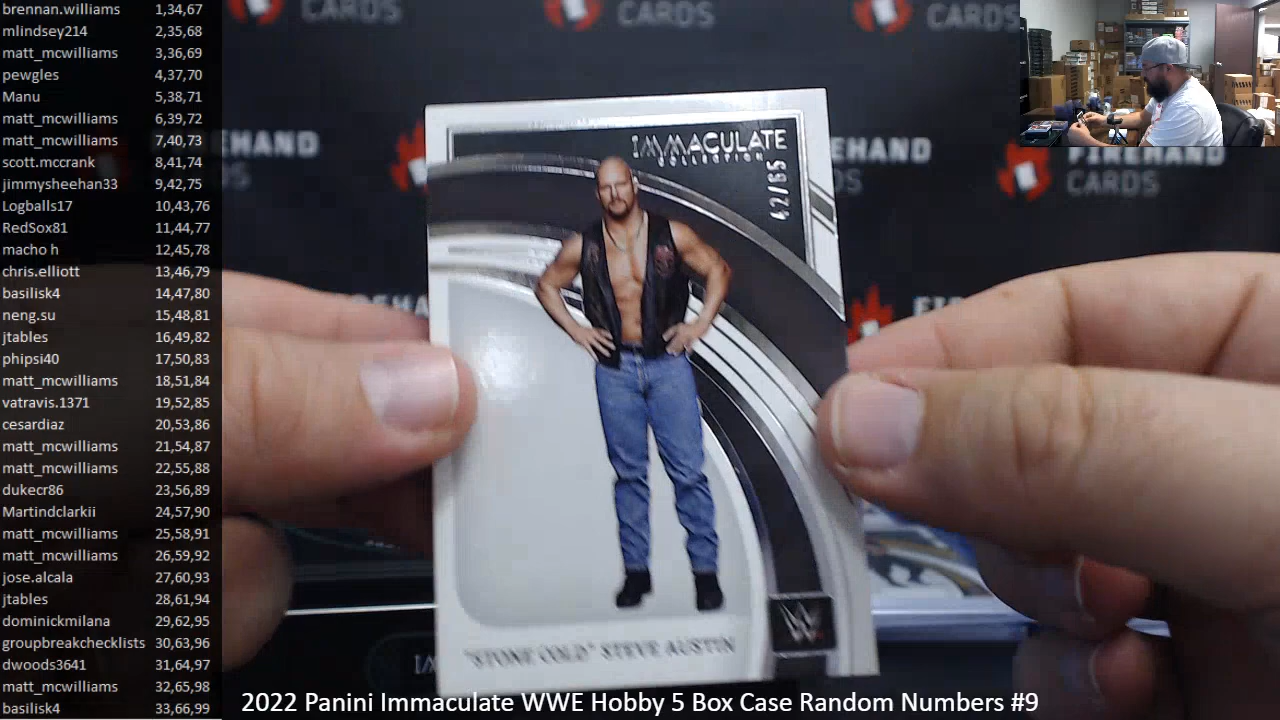 brennan.williams 1,34,67
mlindsey214 2,35,68
matt_mcwilliams 3,36,69
pewgles 4,37,70
Manu 5,38,71
matt_mcwilliams 6,39,72
matt_mcwilliams 7,40,73
scott.mccrank 8,41,74
jimmysheehan33 9,42,75
Logballs17 10,43,76
RedSox81 11,44,77
macho h 12,45,78
chris.elliott 13,46,79
basilisk4 14,47,80
neng.su 15,48,81
jtables 16,49,82
phipsi40 17,50,83
matt_mcwilliams 18,51,84
vatravis.1371 19,52,85
cesardiaz 20,53,86
matt_mcwilliams 21,54,87
matt_mcwilliams 22,55,88
dukecr86 23,56,89
Martindclarkii 24,57,90
matt_mcwilliams 25,58,91
matt_mcwilliams 26,59,92
jose.alcala 27,60,93
jtables 28,61,94
dominickmilana 29,62,95
groupbreakchecklists 30,63,96
dwoods3641 31,64,97
matt_mcwilliams 32,65,98
basilisk4 33,66,99
CARDS
CARDS
CARDS
FIREHAND
CARDS
IMMACULATE
COLLECTION
42/65
"STONE COLD" STEVE AUSTIN
W
2022 Panini Immaculate WWE Hobby 5 Box Case Random Numbers #9